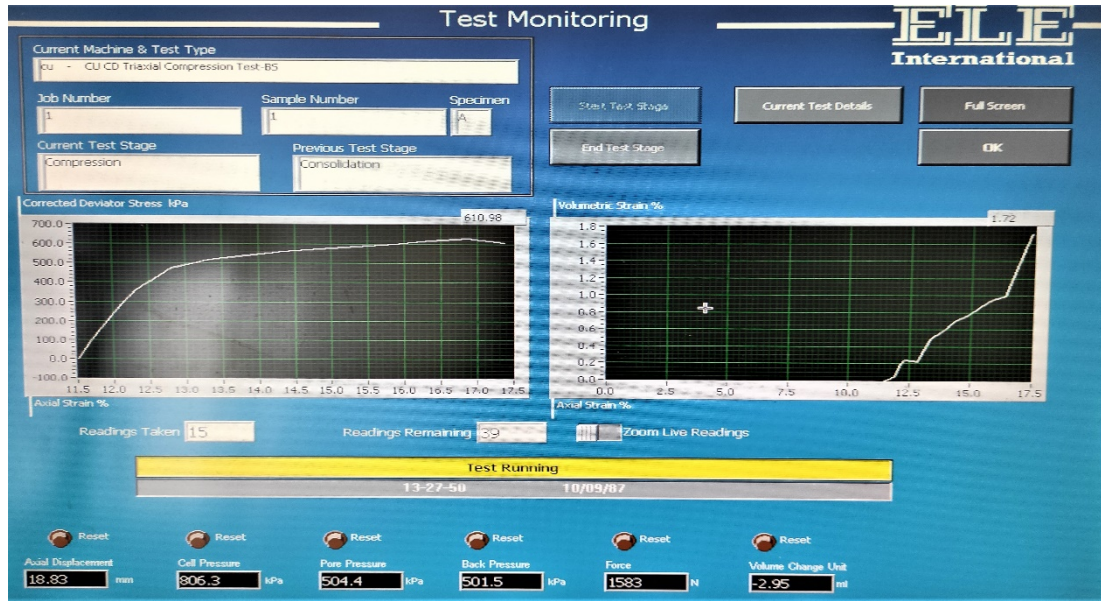 Test Monitoring
ELE
International
Current Machine & Test Type
cu - CU CD Triaxial Compression Test-BS
Job Number
Sample Number
Specimen
1
1
A
Current Test Stage
Previous Test Stage
Compression
Consolidation
Start Test Stage
Current Test Details
Full Screen
End Test Stage
OK
Corrected Deviator Stress kPa
610.98
700.0
600.0
500.0
400.0
300.0
200.0
100.0
0.0
-100.0
11.5 12.0 12.5 13.0 13.5 14.0 14.5 15.0 15.5 16.0 16.5 17.0 17.5
Axial Strain %
Volumetric Strain %
1.72
1.8
1.6
1.4
1.2
1.0
0.8
0.6
0.4
0.2
0.0
0.0 2.5 5.0 7.5 10.0 12.5 15.0 17.5
Axial Strain %
Readings Taken 15
Readings Remaining 39
Zoom Live Readings
Test Running
13-27-50 10/09/87
Reset Reset Reset Reset Reset Reset
Axial Displacement
18.83 mm
Cell Pressure
806.3 kPa
Pore Pressure
504.4 kPa
Back Pressure
501.5 kPa
Force
1583 N
Volume Change Unit
-2.95 ml